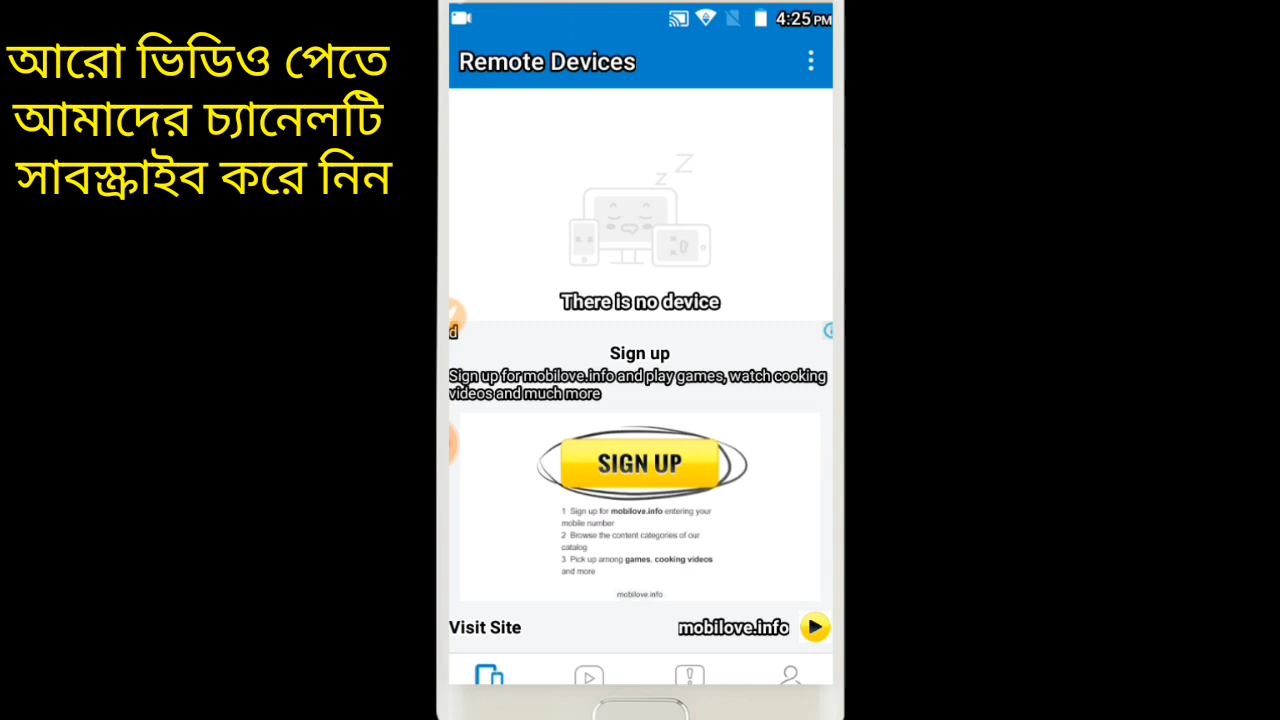 আরো ভিডিও পেতে
আমাদের চ্যানেলটি
সাবস্ক্রাইব করে নিন
4:25 PM
Remote Devices
There is no device
d
Sign up
Sign up for mobilove.info and play games, watch cooking
videos and much more
SIGN UP
1 Sign up for mobilove.info entering your
mobile number
2 Browse the content categories of our
catalog
3 Pick up among games, cooking videos
and more
mobilove.info
Visit Site
mobilove.info